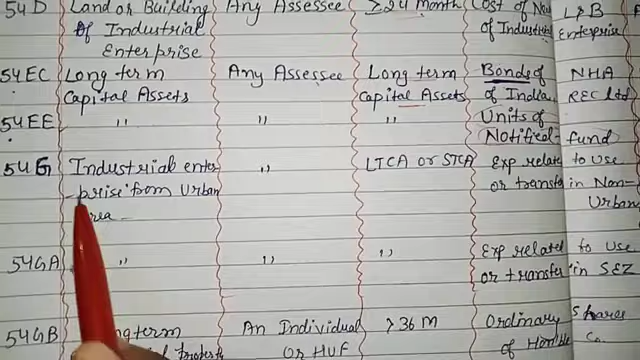 54D Land or Building Any Assessee ≥24 Month Cost of New L&B
of Industrial of Industrial Enterprise
Enterprise
54EC Long term Any Assessee Long term Bonds of NHA
Capital Assets Capital Assets of India REC Ltd
54EE ,, ,, ,, Units of
Notified fund
54G Industrial enter ,, LTCA or STCA Exp related to Use
-prise from Urban or transfer in Non-
Area Urban
54GA ,, ,, ,, Exp related to Use
or transfer in SEZ
54GB term An Individual >36 M Ordinary Shares
Or HUF of Co.